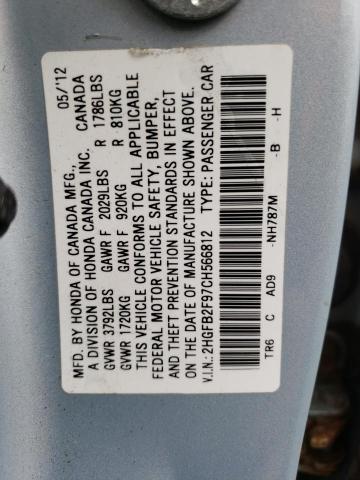 MFD. BY HONDA OF CANADA MFG., 05/'12
A DIVISION OF HONDA CANADA INC. CANADA
GVWR 3792LBS GAWR F 2029LBS R 1786LBS
GVWR 1720KG GAWR F 920KG R 810KG
THIS VEHICLE CONFORMS TO ALL APPLICABLE
FEDERAL MOTOR VEHICLE SAFETY, BUMPER,
AND THEFT PREVENTION STANDARDS IN EFFECT
ON THE DATE OF MANUFACTURE SHOWN ABOVE.
V.I.N.: 2HGFB2F97CH566812 TYPE: PASSENGER CAR
TR6 C AD9 -NH787M -B -H